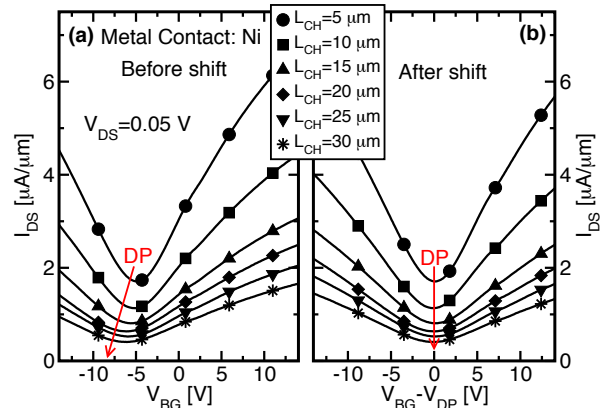 (a) Metal Contact: Ni
Before shift
V_DS=0.05 V
DP
I_DS [μA/μm]
6
4
2
0
-10 -5 0 5 10
V_BG [V]
L_CH=5 μm
L_CH=10 μm
L_CH=15 μm
L_CH=20 μm
L_CH=25 μm
L_CH=30 μm
(b)
After shift
DP
I_DS [μA/μm]
6
4
2
0
-10 -5 0 5 10
V_BG-V_DP [V]